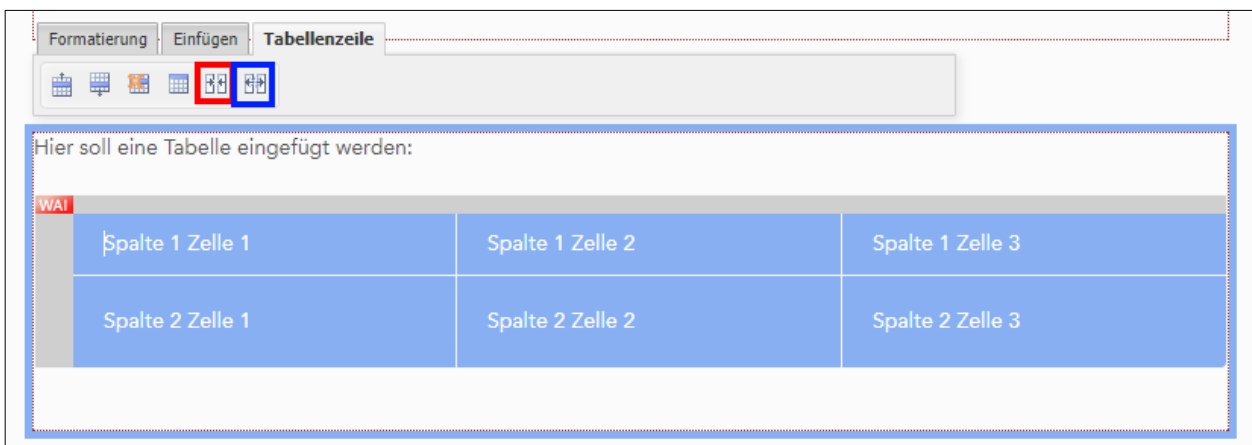 Formatierung Einfügen Tabellenzeile
Hier soll eine Tabelle eingefügt werden:
WAI
Spalte 1 Zelle 1 Spalte 1 Zelle 2 Spalte 1 Zelle 3
Spalte 2 Zelle 1 Spalte 2 Zelle 2 Spalte 2 Zelle 3